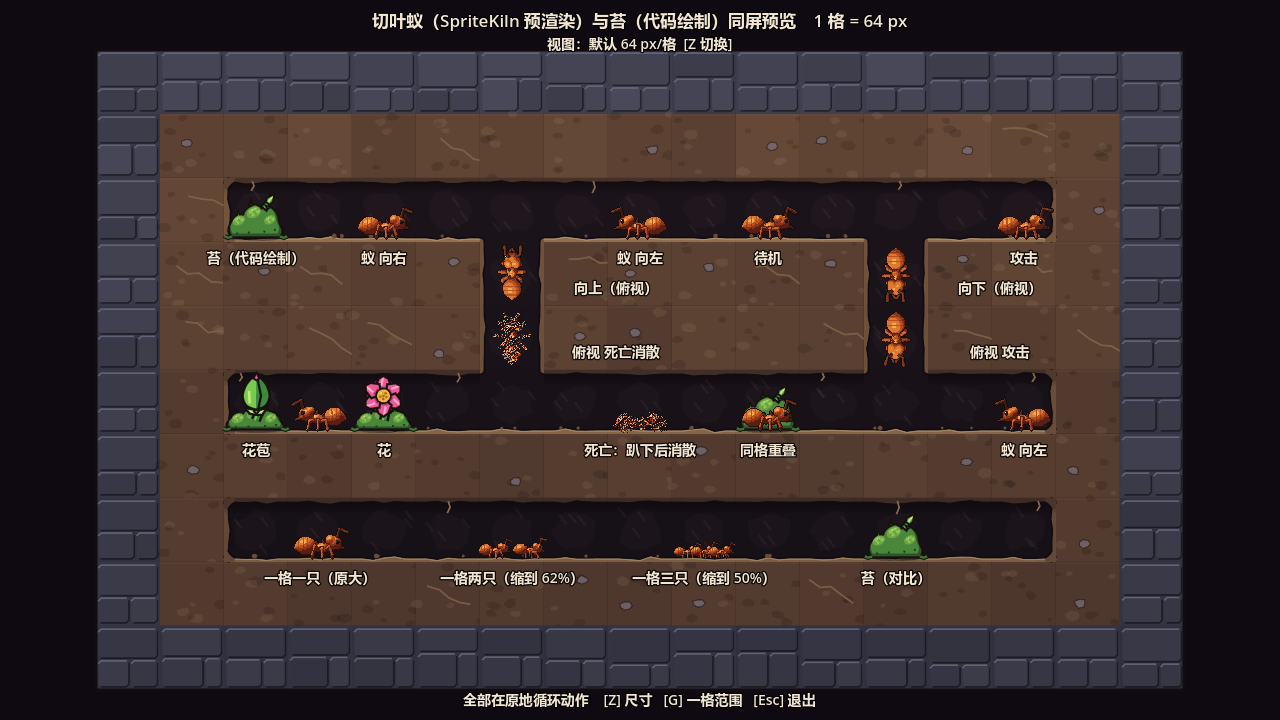 切叶蚁（SpriteKiln 预渲染）与苔（代码绘制）同屏预览　1 格 = 64 px
视图：默认 64 px/格 [Z 切换]
苔（代码绘制）
蚁 向右
蚁 向左
待机
攻击
向上（俯视）
向下（俯视）
俯视 死亡消散
俯视 攻击
花苞
花
死亡：趴下后消散
同格重叠
蚁 向左
一格一只（原大）
一格两只（缩到 62%）
一格三只（缩到 50%）
苔（对比）
全部在原地循环动作　[Z] 尺寸　[G] 一格范围　[Esc] 退出